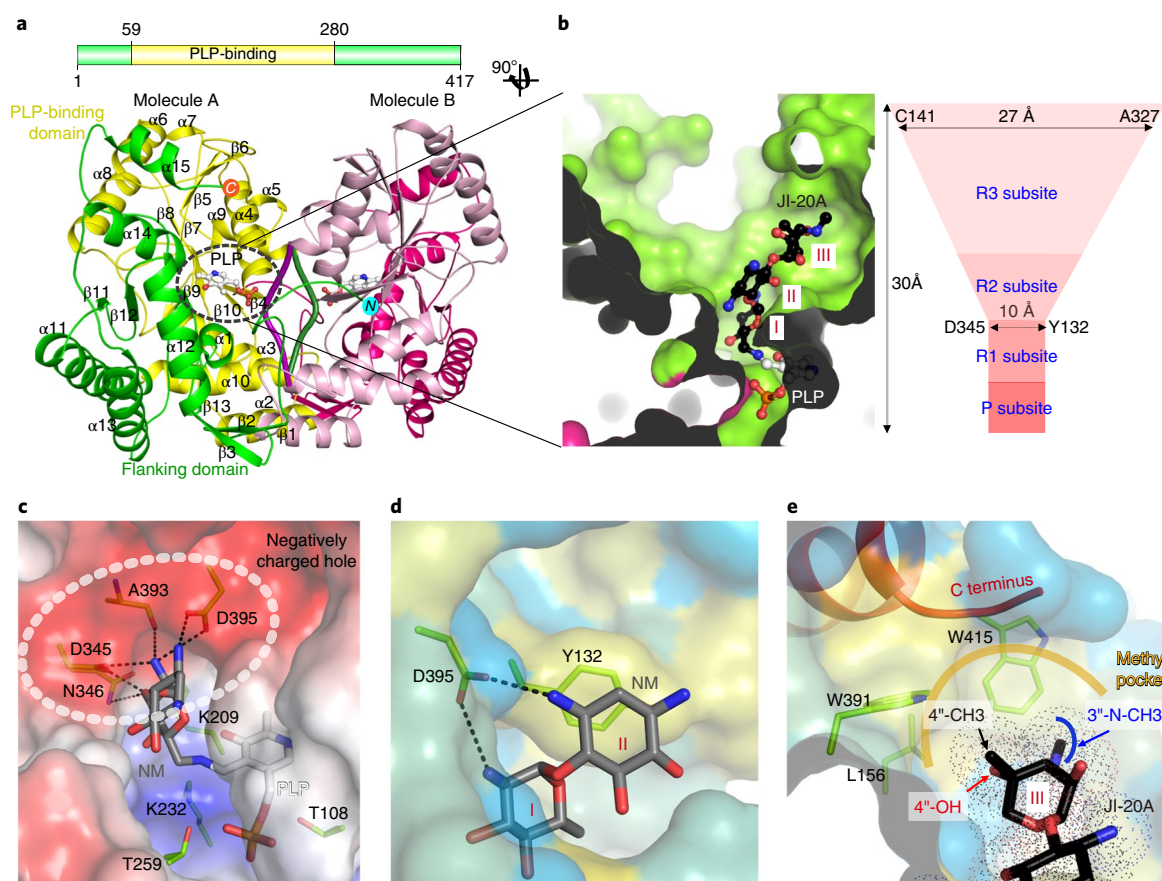 a
59
280
PLP-binding
1
417
90°
PLP-binding
domain
Molecule A
Molecule B
α6
α7
β6
α15
α8
C
α5
β5
α9
α4
β8
β7
α14
PLP
β9
β4
N
β11
β10
β12
α11
α1
α12
α3
α10
β13
α2
α13
β2
β1
β3
Flanking domain
b
JI-20A
III
II
I
PLP
C141
27 Å
A327
R3 subsite
30Å
R2 subsite
10 Å
D345
Y132
R1 subsite
P subsite
c
Negatively
charged hole
A393
D395
D345
N346
K209
NM
PLP
K232
T108
T259
d
Y132
D395
NM
II
I
e
C terminus
W415
Methy
pocke
W391
4"-CH3
3"-N-CH3
L156
III
4"-OH
JI-20A